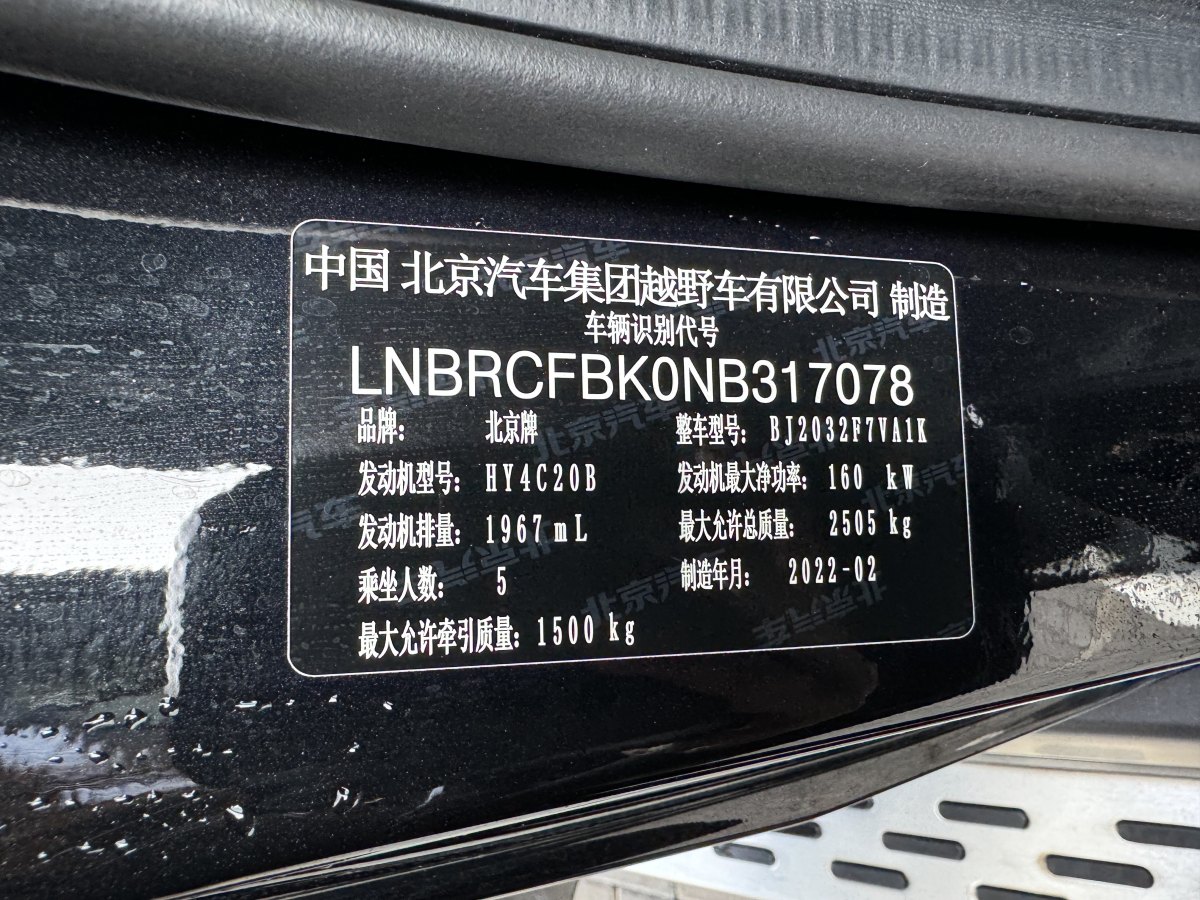 中国 北京汽车集团越野车有限公司 制造
车辆识别代号
LNBRCFBK0NB317078
品牌: 北京牌 整车型号: BJ2032F7VA1K
发动机型号: HY4C20B 发动机最大净功率: 160 kW
发动机排量: 1967mL 最大允许总质量: 2505 kg
乘坐人数: 5 制造年月: 2022-02
最大允许牵引质量: 1500 kg